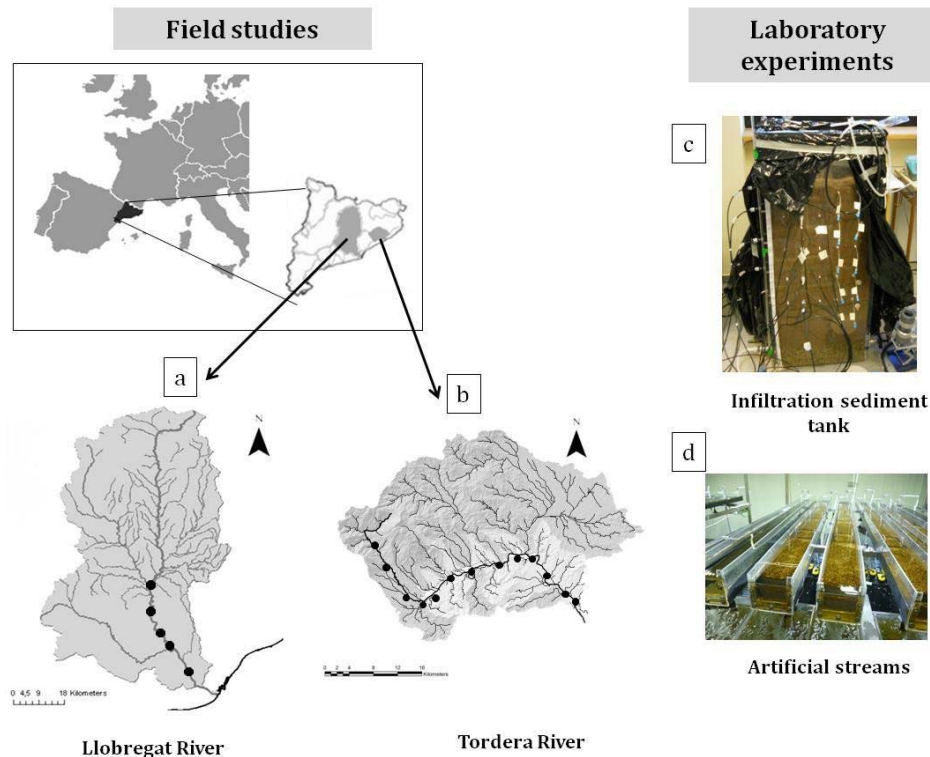 Field studies
Laboratory
experiments
a
b
c
Infiltration sediment
tank
d
N
N
0 4,5 9 18 Kilometers
0 2 4 8 12 16
Kilometers
Artificial streams
Llobregat River
Tordera River